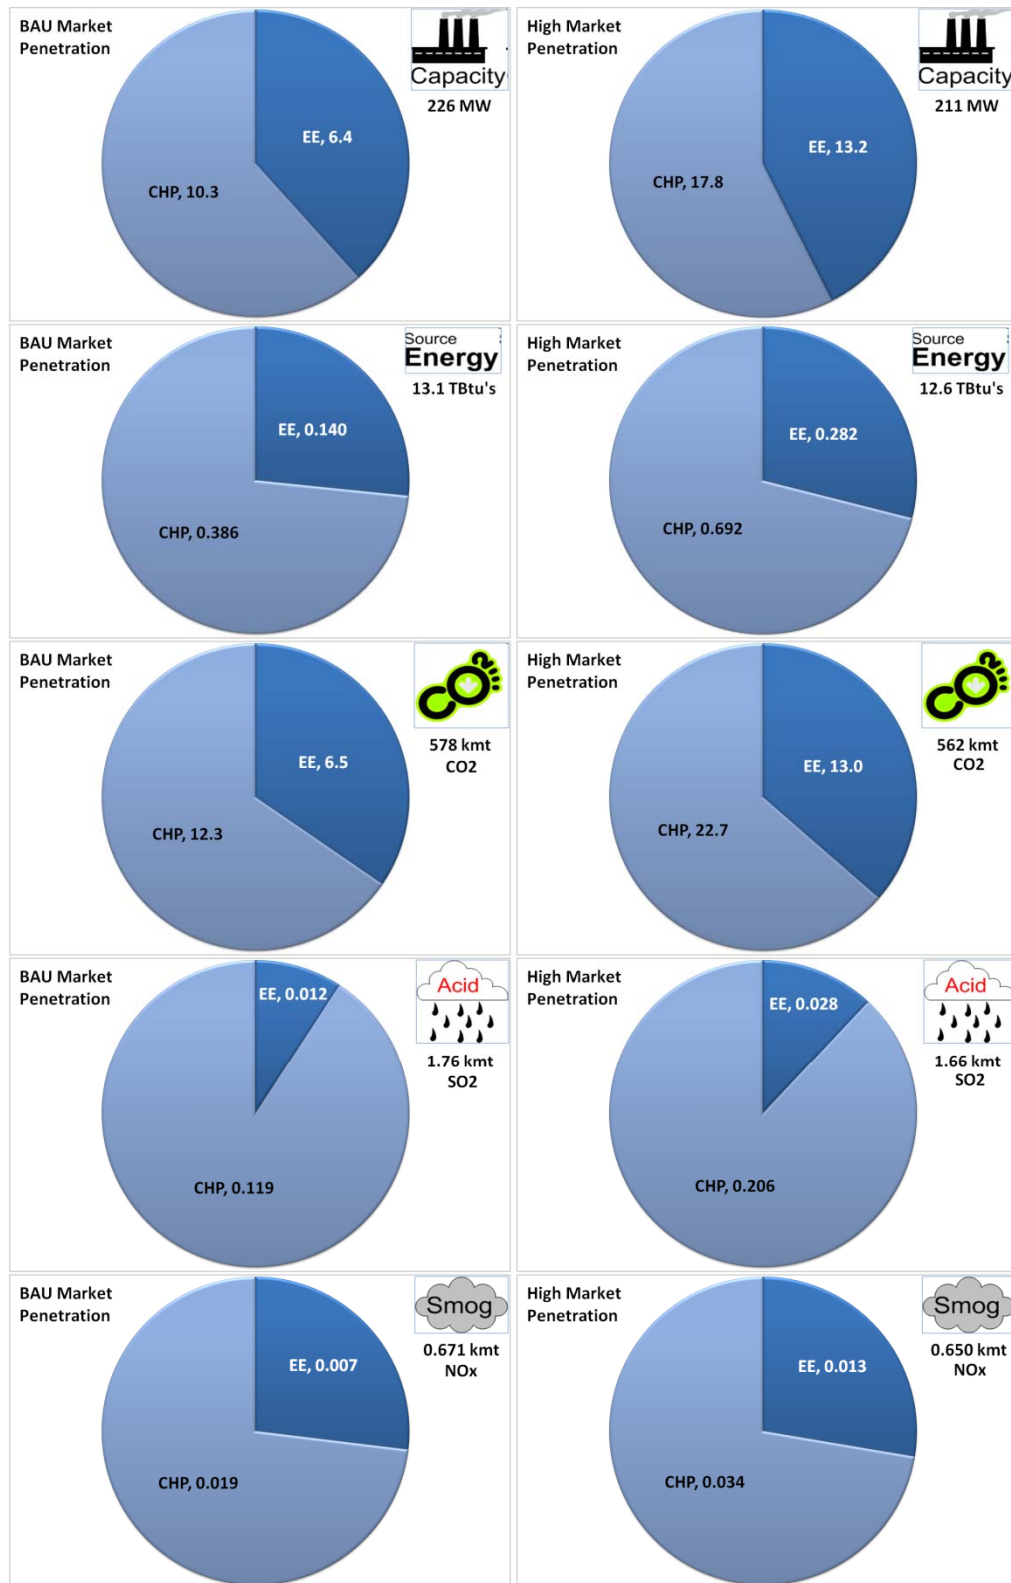 BAU Market
Penetration
Capacity
226 MW
EE, 6.4
CHP, 10.3
High Market
Penetration
Capacity
211 MW
EE, 13.2
CHP, 17.8
BAU Market
Penetration
Source
Energy
13.1 TBtu's
EE, 0.140
CHP, 0.386
High Market
Penetration
Source
Energy
12.6 TBtu's
EE, 0.282
CHP, 0.692
BAU Market
Penetration
CO2
578 kmt
CO2
EE, 6.5
CHP, 12.3
High Market
Penetration
CO2
562 kmt
CO2
EE, 13.0
CHP, 22.7
BAU Market
Penetration
Acid
1.76 kmt
SO2
EE, 0.012
CHP, 0.119
High Market
Penetration
Acid
1.66 kmt
SO2
EE, 0.028
CHP, 0.206
BAU Market
Penetration
Smog
0.671 kmt
NOx
EE, 0.007
CHP, 0.019
High Market
Penetration
Smog
0.650 kmt
NOx
EE, 0.013
CHP, 0.034